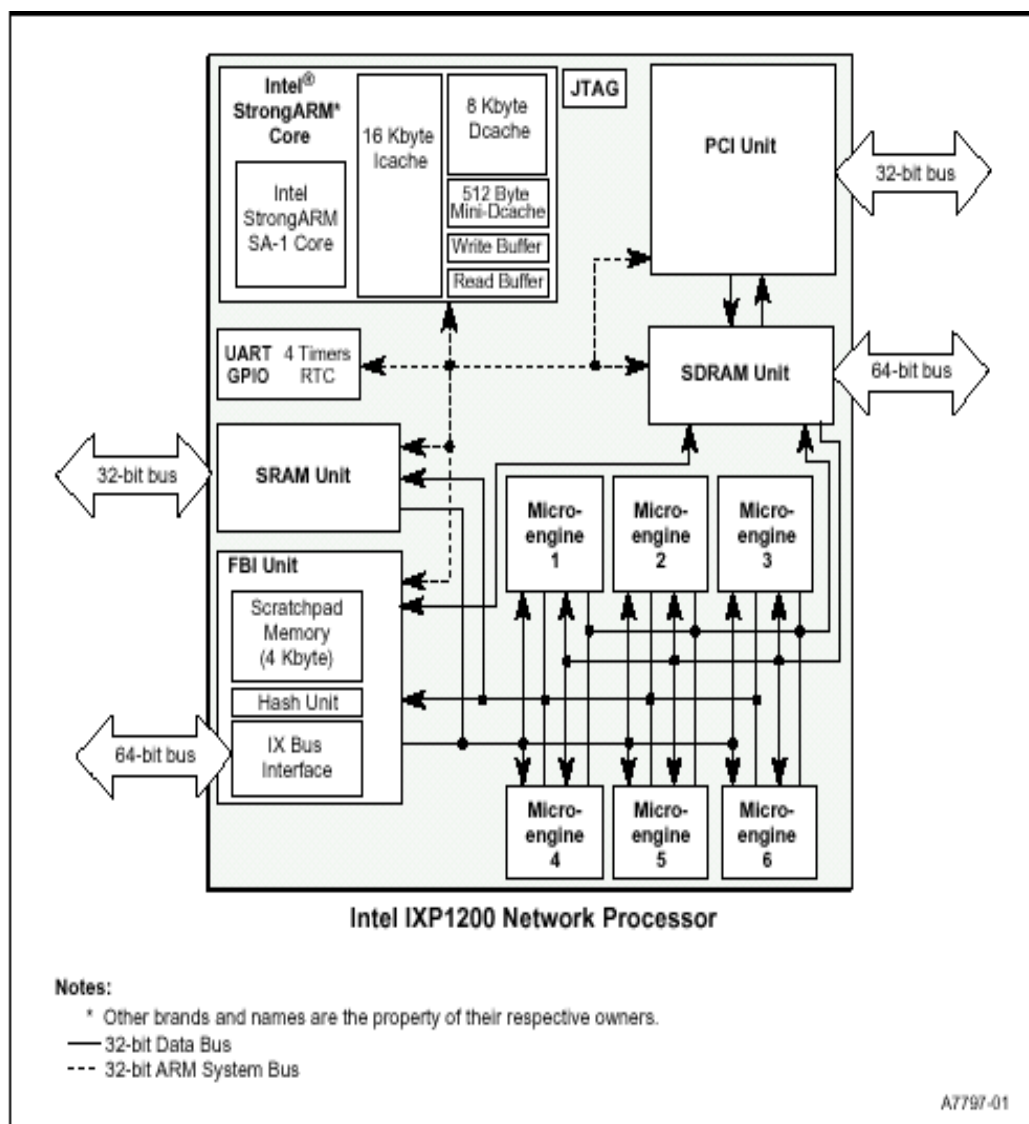 Intel®
StrongARM*
Core
Intel
StrongARM
SA-1 Core
16 Kbyte
Icache
8 Kbyte
Dcache
512 Byte
Mini-Dcache
Write Buffer
Read Buffer
JTAG
PCI Unit
32-bit bus
UART 4 Timers
GPIO RTC
SDRAM Unit
64-bit bus
32-bit bus
SRAM Unit
Micro-
engine
1
Micro-
engine
2
Micro-
engine
3
FBI Unit
Scratchpad
Memory
(4 Kbyte)
Hash Unit
64-bit bus
IX Bus
Interface
Micro-
engine
4
Micro-
engine
5
Micro-
engine
6
Intel IXP1200 Network Processor
Notes:
* Other brands and names are the property of their respective owners.
32-bit Data Bus
32-bit ARM System Bus
A7797-01